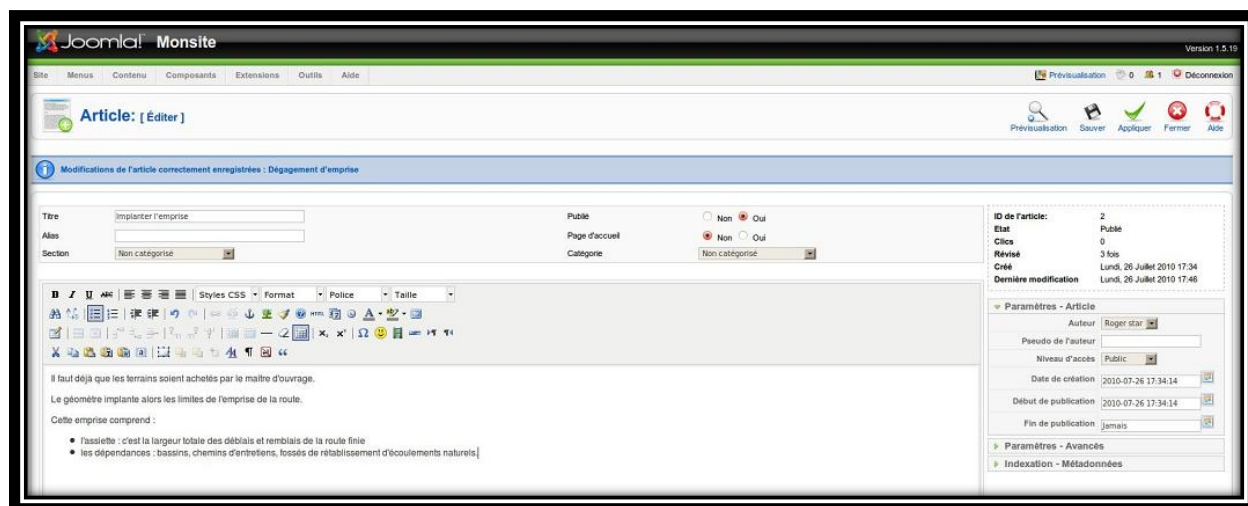 Joomla! Monsite
Version 1.5.19
Site Menus Contenu Composants Extensions Outils Aide
Prévisualisation 0 1 Déconnexion
Article: [ Éditer ]
Prévisualisation Sauver Appliquer Fermer Aide
Modifications de l'article correctement enregistrées : Dégagement d'emprise
Titre Implanter l'emprise Publié Non Oui
Alias Page d'accueil Non Oui
Section Non catégorisé Catégorie Non catégorisé
ID de l'article: 2
Etat Publié
Clics 0
Révisé 3 fois
Créé Lundi, 26 Juillet 2010 17:34
Dernière modification Lundi, 26 Juillet 2010 17:46
B I U ABC Styles CSS Format Police Taille
HTML
Il faut déjà que les terrains soient achetés par le maître d'ouvrage.
Le géomètre implante alors les limites de l'emprise de la route.
Cette emprise comprend :
l'assiette : c'est la largeur totale des déblais et remblais de la route finie
les dépendances : bassins, chemins d'entretiens, fossés de rétablissement d'écoulements naturels.
Paramètres - Article
Auteur Roger star
Pseudo de l'auteur
Niveau d'accès Public
Date de création 2010-07-26 17:34:14
Début de publication 2010-07-26 17:34:14
Fin de publication Jamais
Paramètres - Avancés
Indexation - Métadonnées